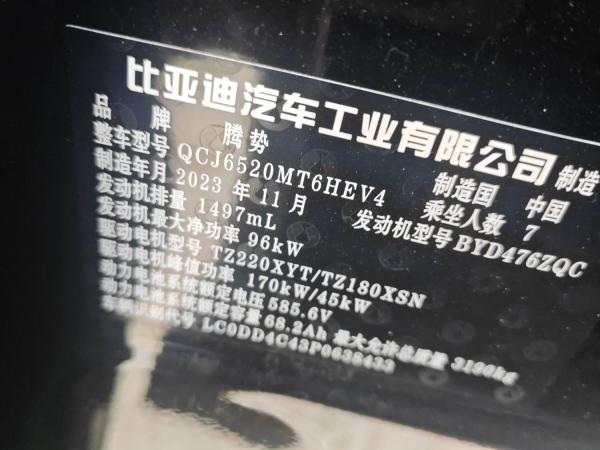 比亚迪汽车工业有限公司 制造
品牌 腾势 制造国 中国
整车型号 QCJ6520MT6HEV4 乘坐人数 7
制造年月 2023 年 11 月 发动机型号 BYD476ZQC
发动机排量 1497mL
发动机最大净功率 96kW
驱动电机型号 TZ220XYT/TZ180XSN
驱动电机峰值功率 170kW/45kW
动力电池系统额定电压 585.6V
动力电池系统额定容量 68.2Ah 最大允许总质量 3190kg
车辆识别代号 LC0DD4C43P0638433